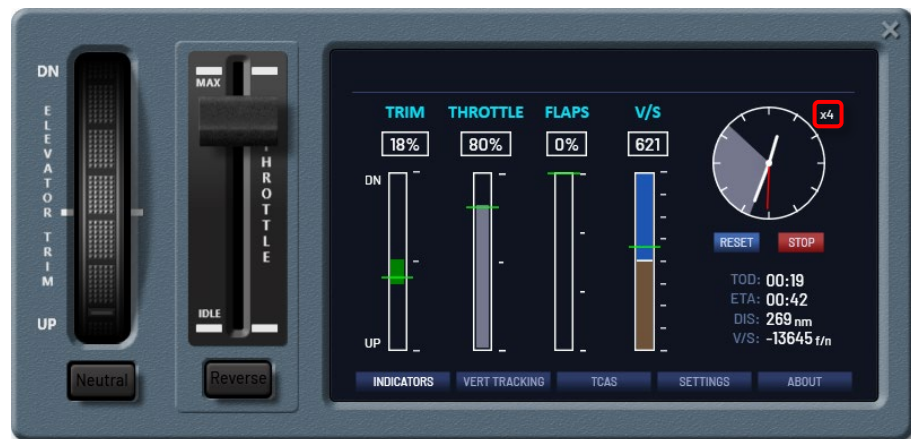 DN
ELEVATOR TRIM
UP
Neutral
MAX
THROTTLE
IDLE
Reverse
TRIM THROTTLE FLAPS V/S
18% 80% 0% 621
DN
UP
x4
RESET STOP
TOD: 00:19
ETA: 00:42
DIS: 269 nm
V/S: -13645 f/n
INDICATORS VERT TRACKING TCAS SETTINGS ABOUT